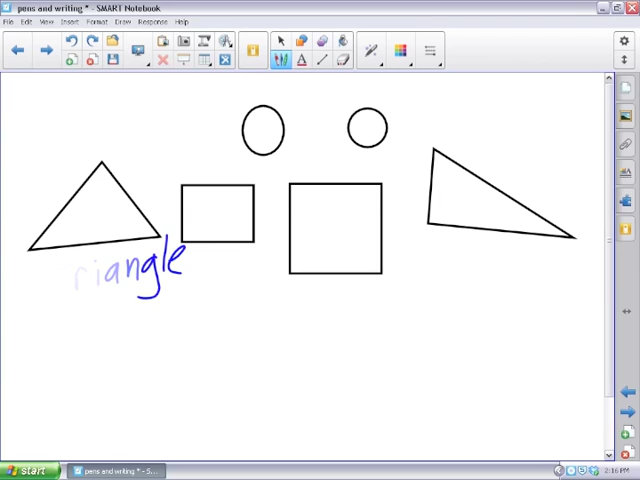 pens and writing * - SMART Notebook
File Edit View Insert Format Draw Response Help
riangle
start
pens and writing * - S...
2:16 PM